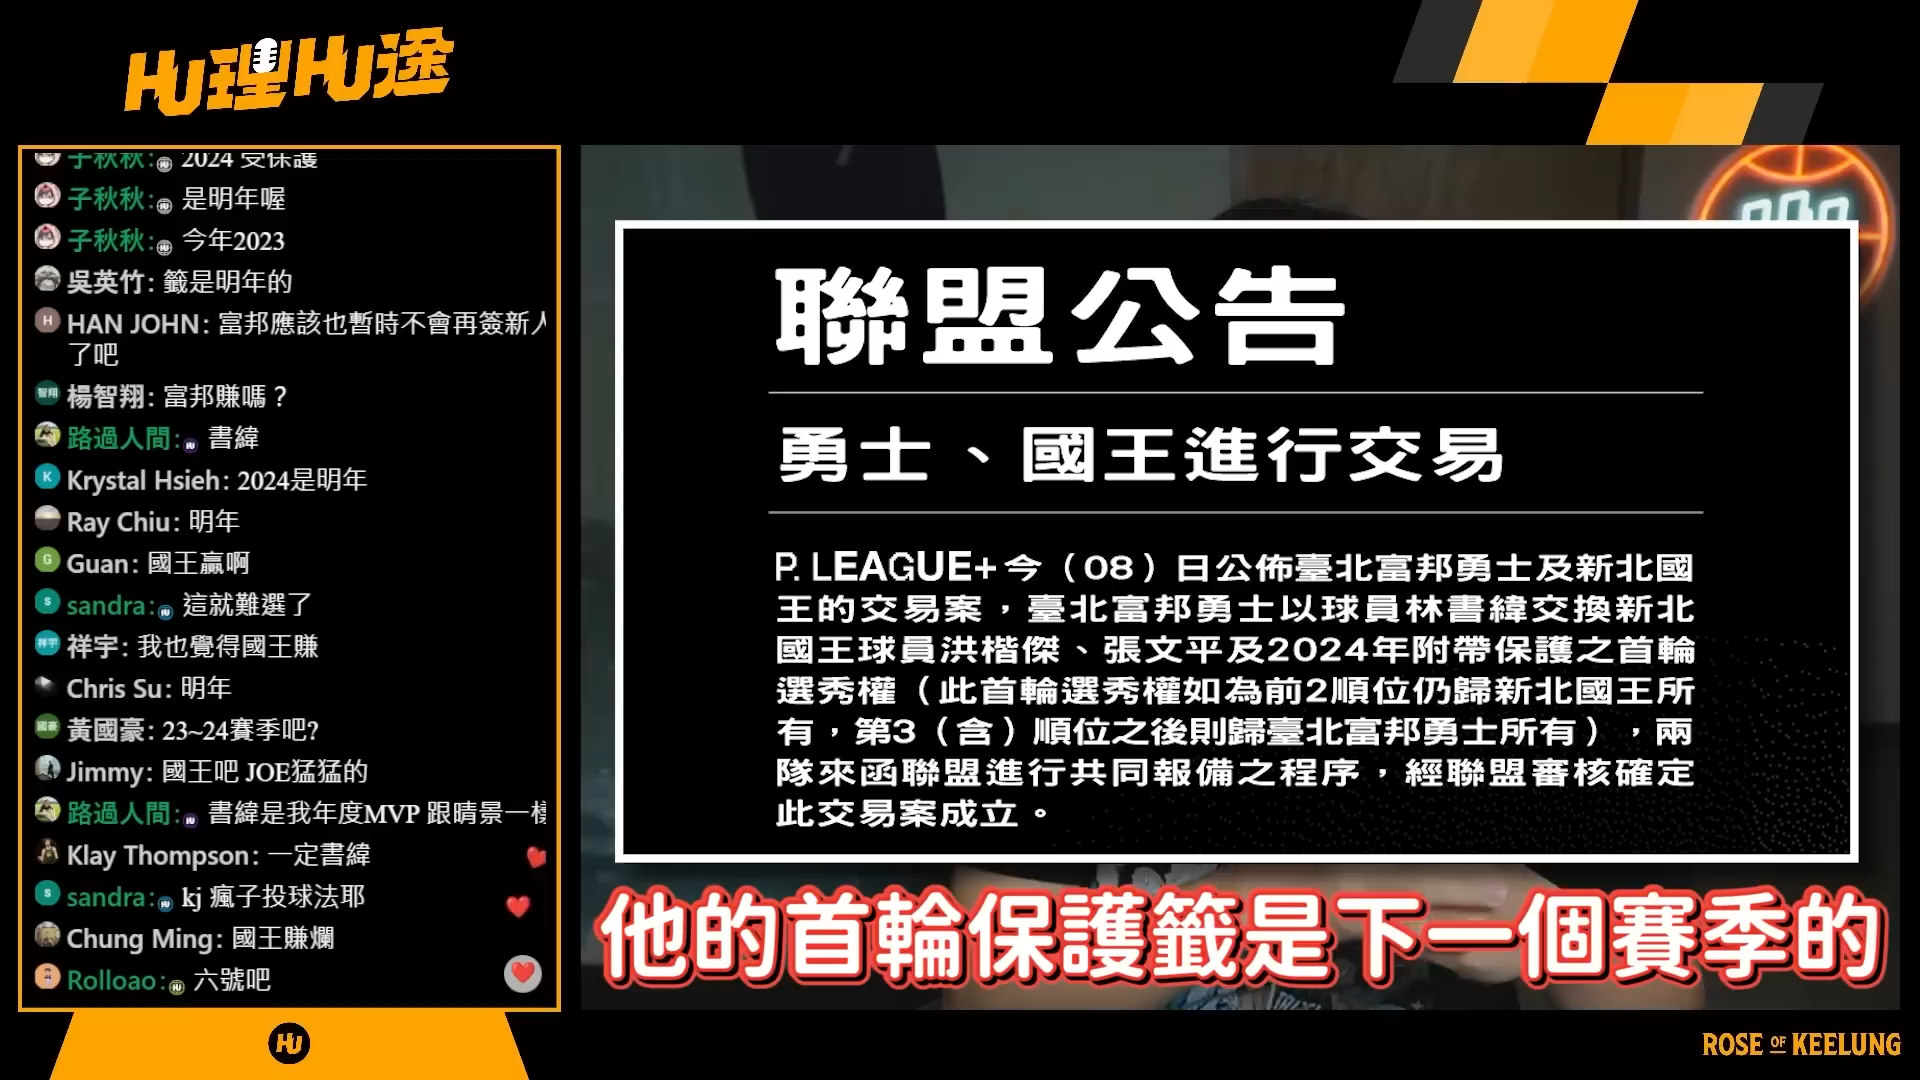 HU理HU途
子秋秋: 2024 受保護
子秋秋: 是明年喔
子秋秋: 今年2023
吳英竹: 籤是明年的
H HAN JOHN: 富邦應該也暫時不會再簽新人
了吧
智翔 楊智翔: 富邦賺嗎？
路過人間: 書緯
K Krystal Hsieh: 2024是明年
Ray Chiu: 明年
G Guan: 國王贏啊
S sandra: 這就難選了
祥宇 祥宇: 我也覺得國王賺
Chris Su: 明年
國豪 黃國豪: 23~24賽季吧?
Jimmy: 國王吧 JOE猛猛的
路過人間: 書緯是我年度MVP 跟晴景一樣
Klay Thompson: 一定書緯
S sandra: kj 瘋子投球法耶
Chung Ming: 國王賺爛
Rolloao: 六號吧
HU
聯盟公告
勇士、國王進行交易
P. LEAGUE+今（08）日公佈臺北富邦勇士及新北國
王的交易案，臺北富邦勇士以球員林書緯交換新北
國王球員洪楷傑、張文平及2024年附帶保護之首輪
選秀權（此首輪選秀權如為前2順位仍歸新北國王所
有，第3（含）順位之後則歸臺北富邦勇士所有），兩
隊來函聯盟進行共同報備之程序，經聯盟審核確定
此交易案成立。
他的首輪保護籤是下一個賽季的
ROSE OF KEELUNG